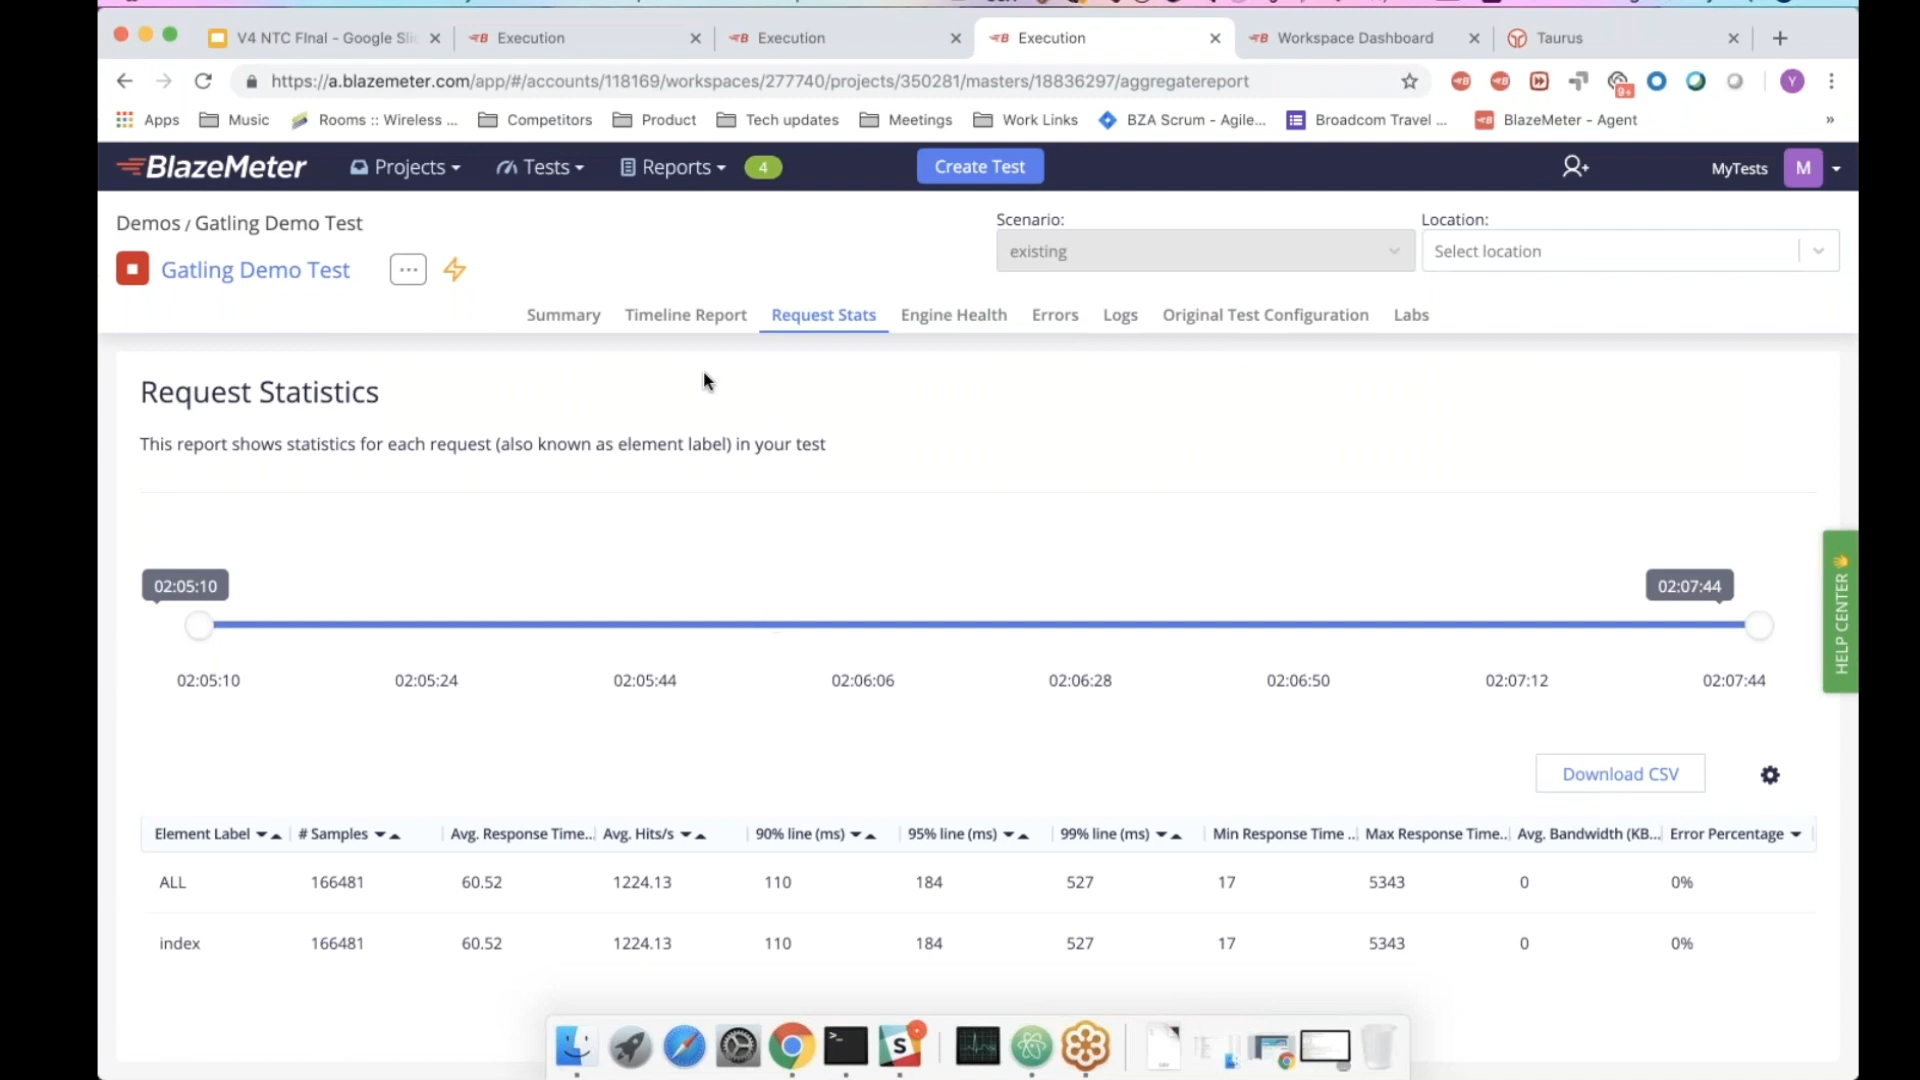 V4 NTC FInal - Google Slid
Execution
Execution
Execution
Workspace Dashboard
Taurus
https://a.blazemeter.com/app/#/accounts/118169/workspaces/277740/projects/350281/masters/18836297/aggregatereport
9+
Y
Apps
Music
Rooms :: Wireless ...
Competitors
Product
Tech updates
Meetings
Work Links
BZA Scrum - Agile...
Broadcom Travel ...
BlazeMeter - Agent
»
BlazeMeter
Projects
Tests
Reports
4
Create Test
MyTests
M
Demos / Gatling Demo Test
Scenario:
Location:
Gatling Demo Test
existing
Select location
Summary
Timeline Report
Request Stats
Engine Health
Errors
Logs
Original Test Configuration
Labs
Request Statistics
This report shows statistics for each request (also known as element label) in your test
02:05:10
02:07:44
HELP CENTER
02:05:10 02:05:24 02:05:44 02:06:06 02:06:28 02:06:50 02:07:12 02:07:44
Download CSV
Element Label # Samples Avg. Response Time... Avg. Hits/s 90% line (ms) 95% line (ms) 99% line (ms) Min Response Time ... Max Response Time... Avg. Bandwidth (KB... Error Percentage
ALL 166481 60.52 1224.13 110 184 527 17 5343 0 0%
index 166481 60.52 1224.13 110 184 527 17 5343 0 0%